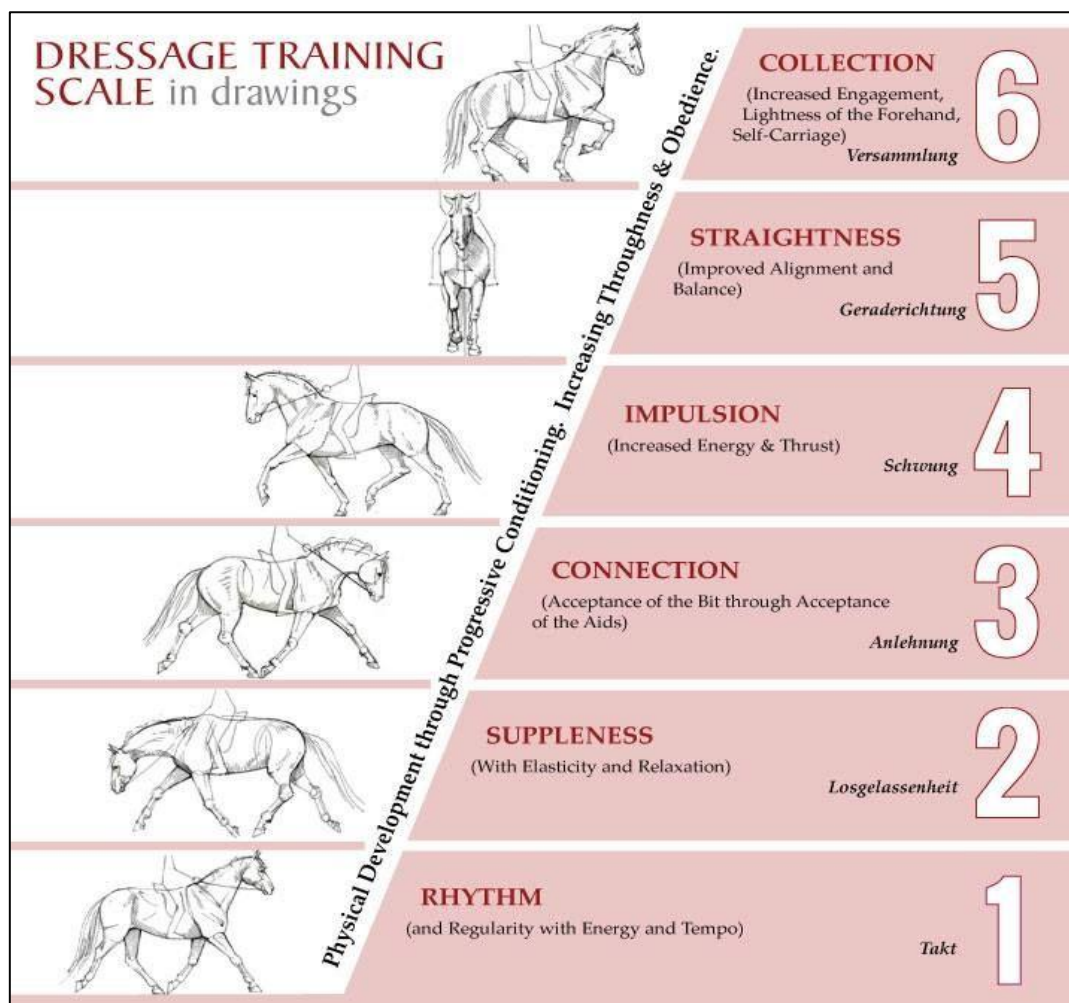 DRESSAGE TRAINING
SCALE in drawings
COLLECTION
(Increased Engagement,
Lightness of the Forehand,
Self-Carriage)
Versammlung
6
STRAIGHTNESS
(Improved Alignment and
Balance)
Geraderichtung
5
IMPULSION
(Increased Energy & Thrust)
Schwung
4
CONNECTION
(Acceptance of the Bit through Acceptance
of the Aids)
Anlehnung
3
SUPPLENESS
(With Elasticity and Relaxation)
Losgelassenheit
2
RHYTHM
(and Regularity with Energy and Tempo)
Takt
1
Physical Development through Progressive Conditioning. Increasing Throughness & Obedience.